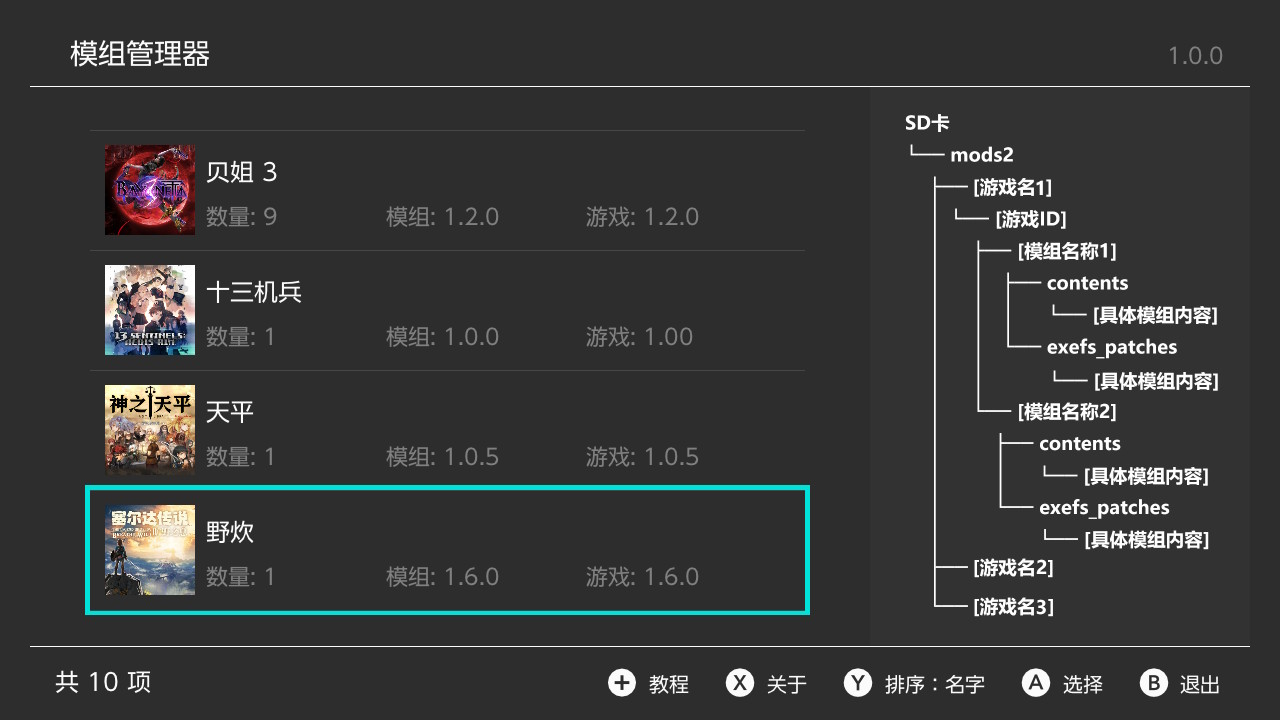 模组管理器
1.0.0
BAYONETTA 3
贝姐 3
数量: 9 模组: 1.2.0 游戏: 1.2.0
13 SENTINELS:
AEGIS RIM
十三机兵
数量: 1 模组: 1.0.0 游戏: 1.00
神之天平
天平
数量: 1 模组: 1.0.5 游戏: 1.0.5
塞尔达传说
野炊
数量: 1 模组: 1.6.0 游戏: 1.6.0
SD卡
mods2
[游戏名1]
[游戏ID]
[模组名称1]
contents
[具体模组内容]
exefs_patches
[具体模组内容]
[模组名称2]
contents
[具体模组内容]
exefs_patches
[具体模组内容]
[游戏名2]
[游戏名3]
共 10 项
+ 教程 X 关于 Y 排序：名字 A 选择 B 退出